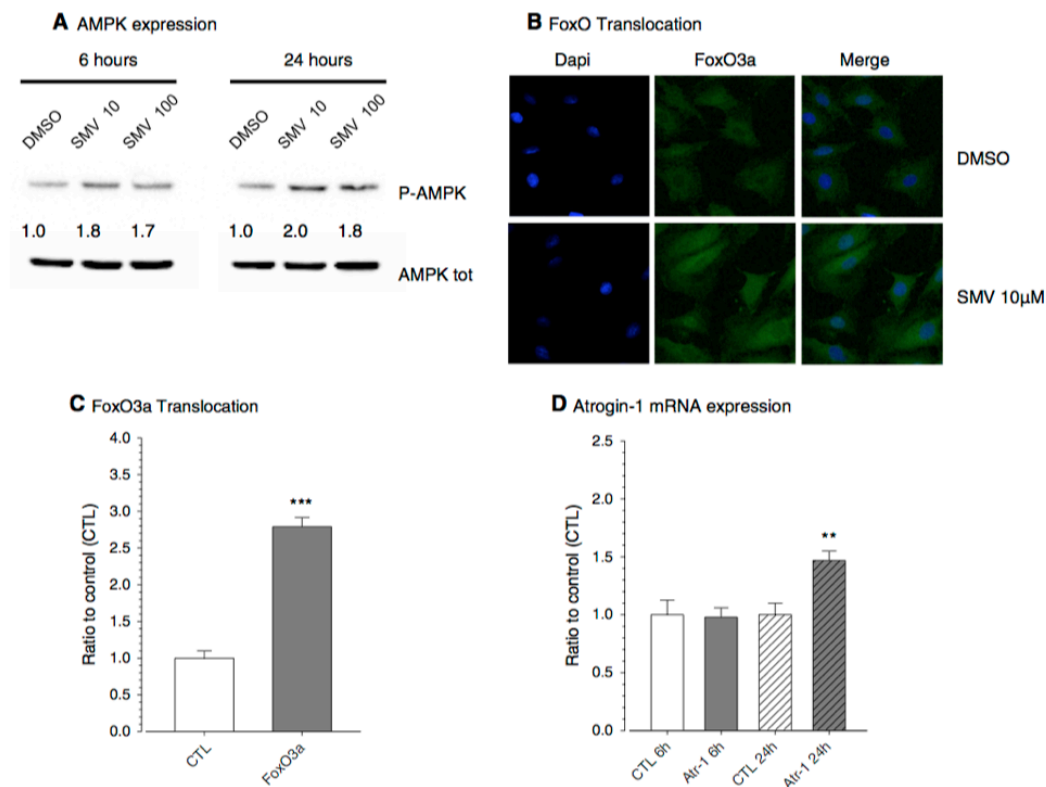 A AMPK expression
6 hours
24 hours
DMSO
SMV 10
SMV 100
DMSO
SMV 10
SMV 100
P-AMPK
1.0 1.8 1.7
1.0 2.0 1.8
AMPK tot
B FoxO Translocation
Dapi
FoxO3a
Merge
DMSO
SMV 10µM
C FoxO3a Translocation
Ratio to control (CTL)
4.0
3.5
3.0
2.5
2.0
1.5
1.0
0.5
0.0
***
CTL
FoxO3a
D Atrogin-1 mRNA expression
Ratio to control (CTL)
2.5
2.0
1.5
1.0
0.5
0.0
**
CTL 6h
Atr-1 6h
CTL 24h
Atr-1 24h